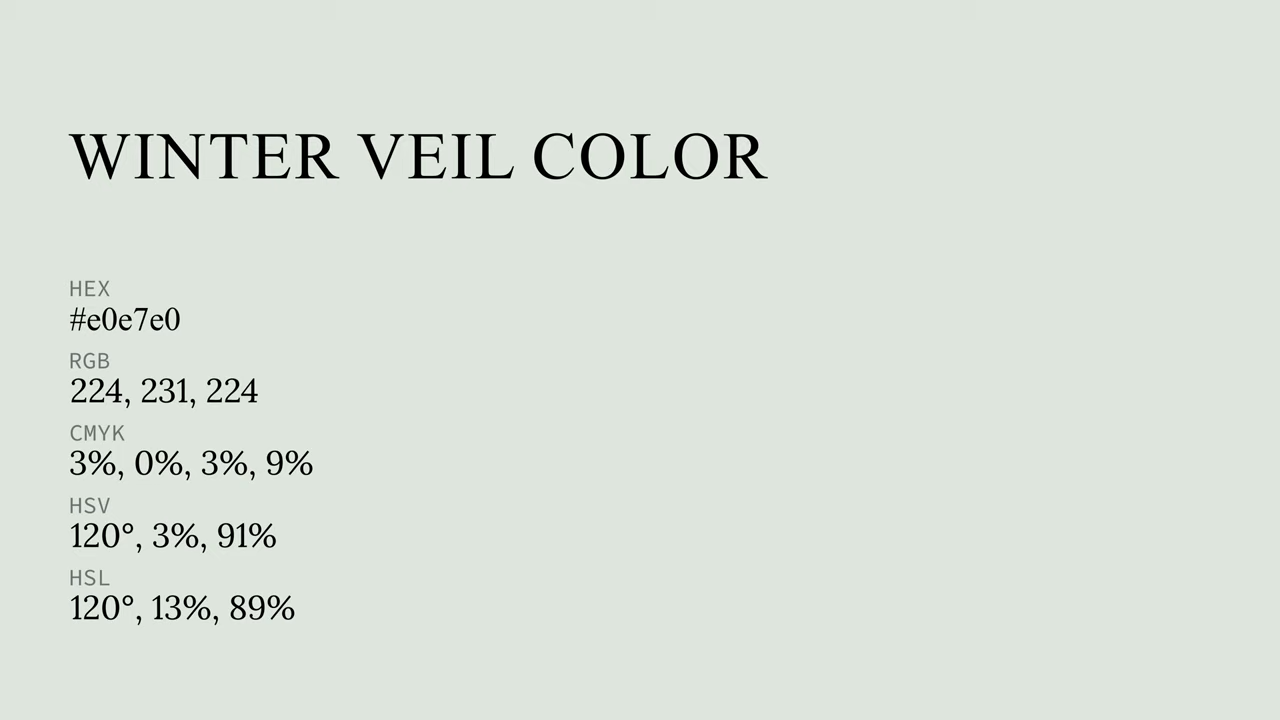 WINTER VEIL COLOR
HEX
#e0e7e0
RGB
224, 231, 224
CMYK
3%, 0%, 3%, 9%
HSV
120°, 3%, 91%
HSL
120°, 13%, 89%